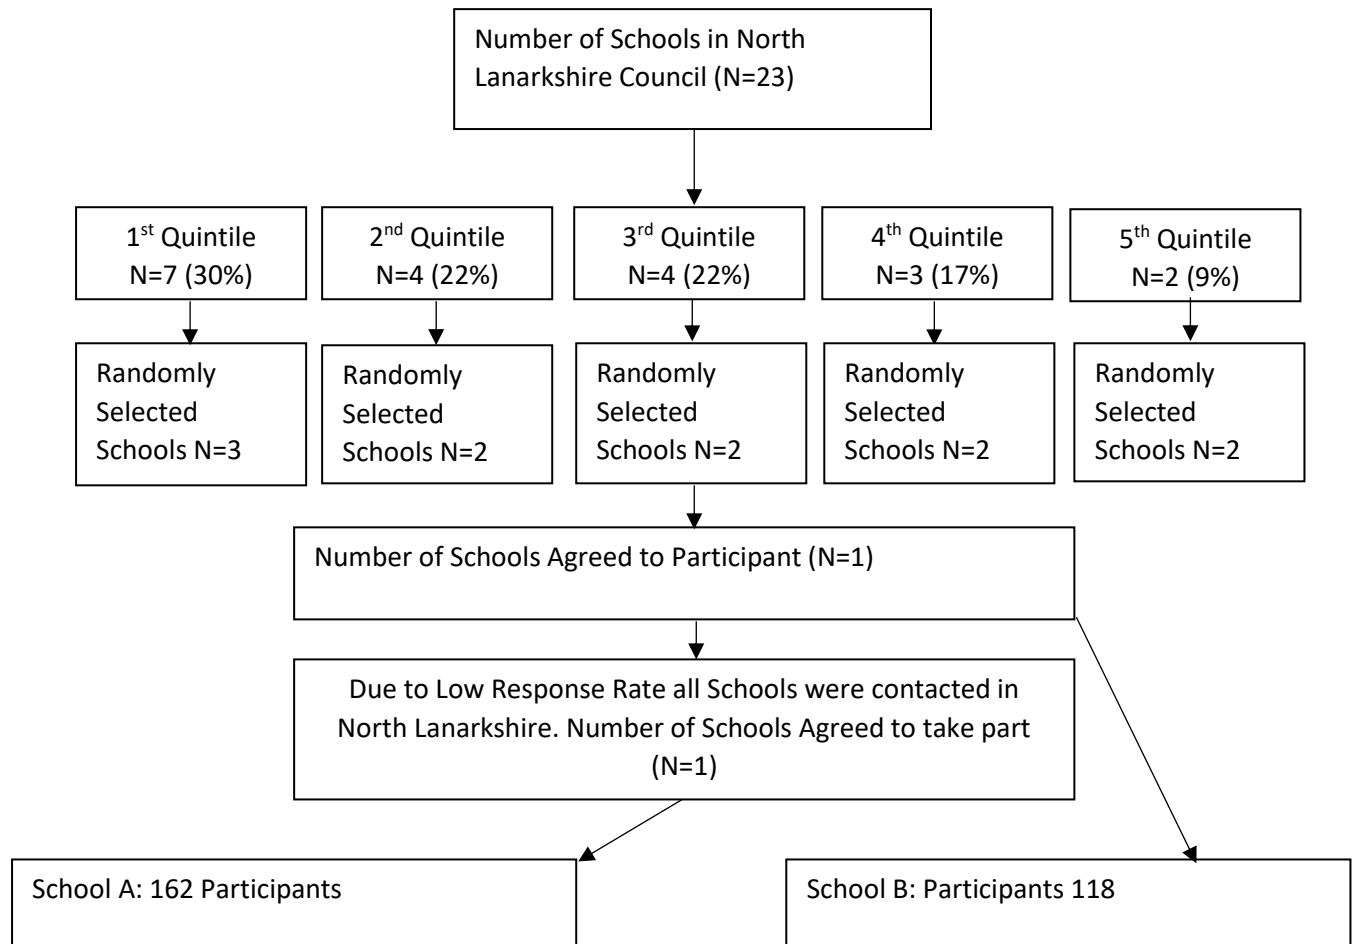 Number of Schools in North
Lanarkshire Council (N=23)
1st Quintile
N=7 (30%)
2nd Quintile
N=4 (22%)
3rd Quintile
N=4 (22%)
4th Quintile
N=3 (17%)
5th Quintile
N=2 (9%)
Randomly
Selected
Schools N=3
Randomly
Selected
Schools N=2
Randomly
Selected
Schools N=2
Randomly
Selected
Schools N=2
Randomly
Selected
Schools N=2
Number of Schools Agreed to Participant (N=1)
Due to Low Response Rate all Schools were contacted in
North Lanarkshire. Number of Schools Agreed to take part
(N=1)
School A: 162 Participants
School B: Participants 118